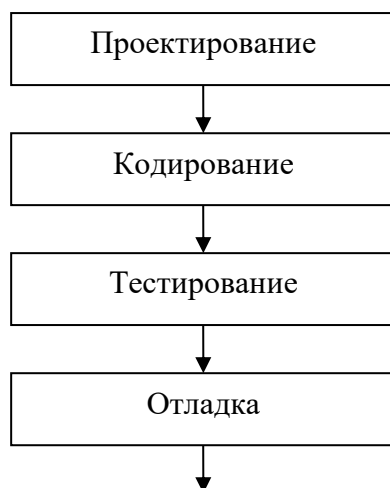 Проектирование
Кодирование
Тестирование
Отладка